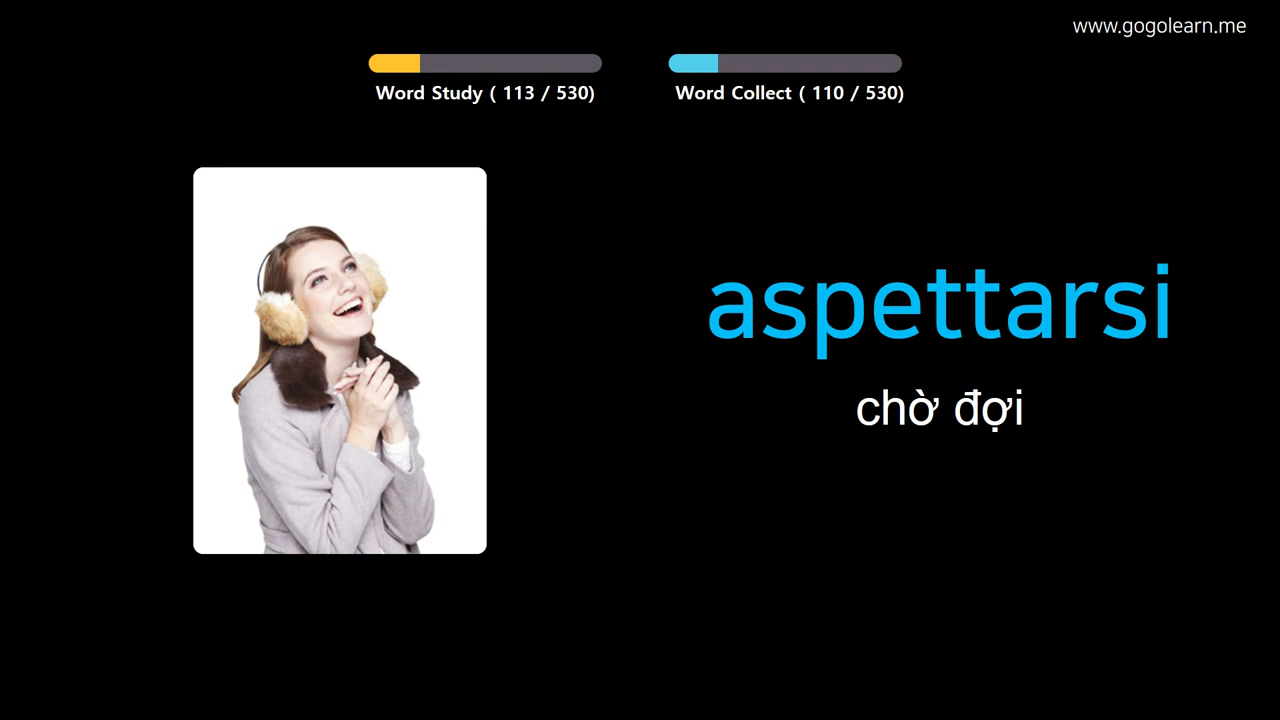 www.gogolearn.me
Word Study ( 113 / 530)
Word Collect ( 110 / 530)
aspettarsi
chờ đợi